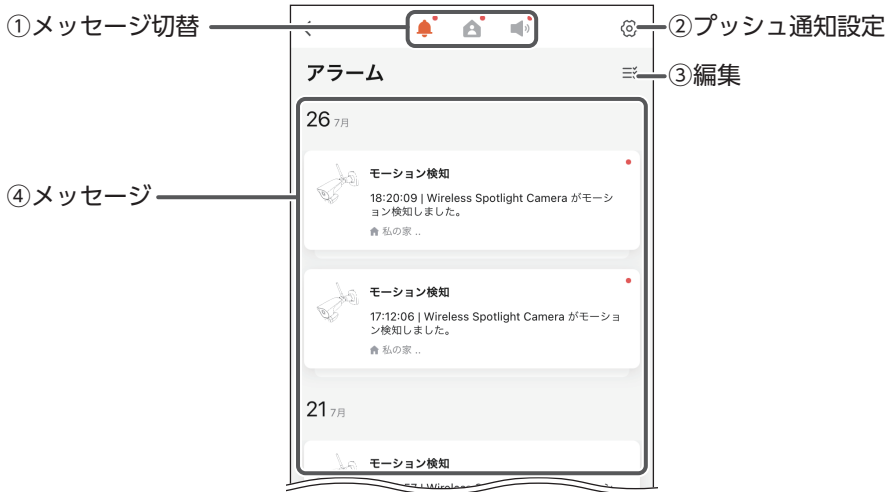 ①メッセージ切替
②プッシュ通知設定
アラーム
③編集
26 7月
④メッセージ
モーション検知
18:20:09 | Wireless Spotlight Camera がモーシ
ョン検知しました。
私の家 ..
モーション検知
17:12:06 | Wireless Spotlight Camera がモーショ
ン検知しました。
私の家 ..
21 7月
モーション検知